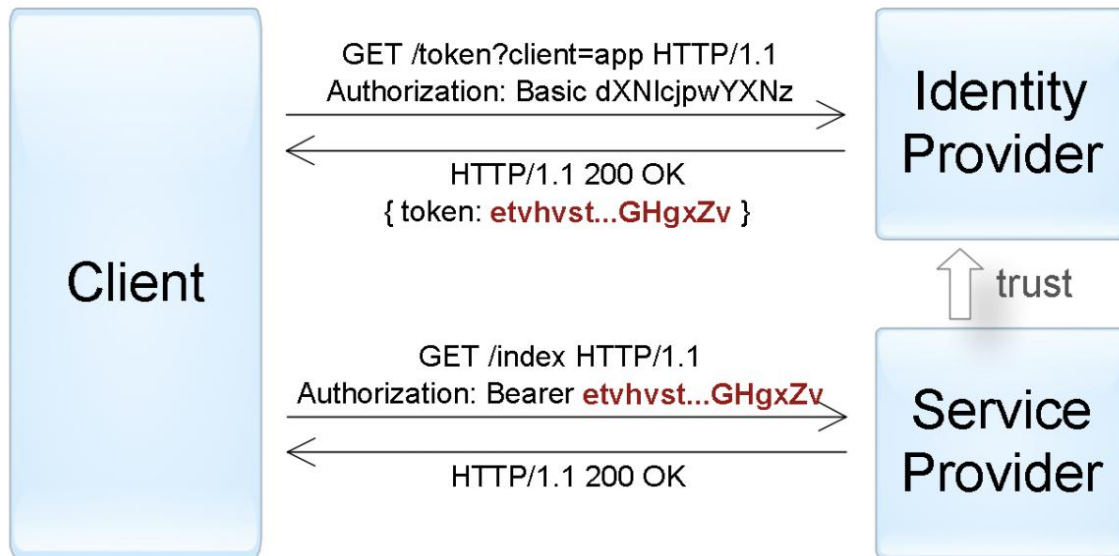 Client
GET /token?client=app HTTP/1.1
Authorization: Basic dXNlcjpwYXNz
HTTP/1.1 200 OK
{ token: etvhvst...GHgxZv }
Identity
Provider
trust
GET /index HTTP/1.1
Authorization: Bearer etvhvst...GHgxZv
HTTP/1.1 200 OK
Service
Provider